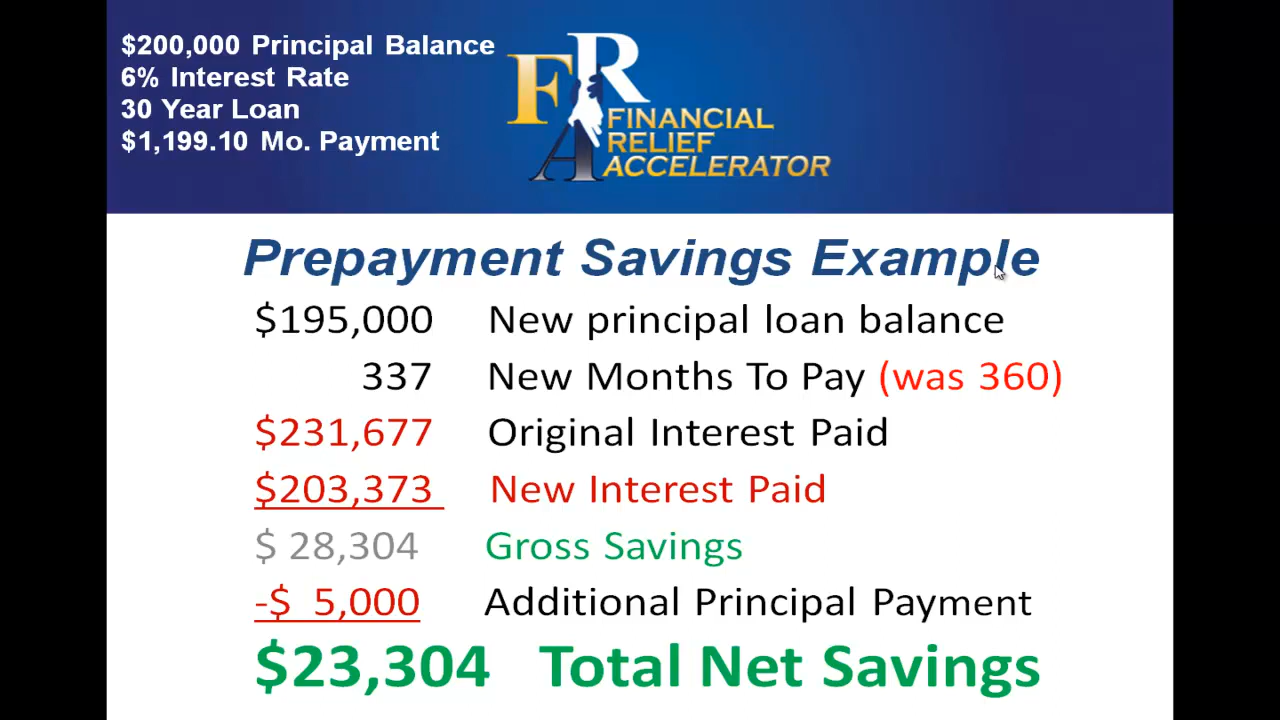 $200,000 Principal Balance
6% Interest Rate
30 Year Loan
$1,199.10 Mo. Payment
FRA
FINANCIAL
RELIEF
ACCELERATOR
Prepayment Savings Example
$195,000 New principal loan balance
337 New Months To Pay (was 360)
$231,677 Original Interest Paid
$203,373 New Interest Paid
$ 28,304 Gross Savings
-$ 5,000 Additional Principal Payment
$23,304 Total Net Savings